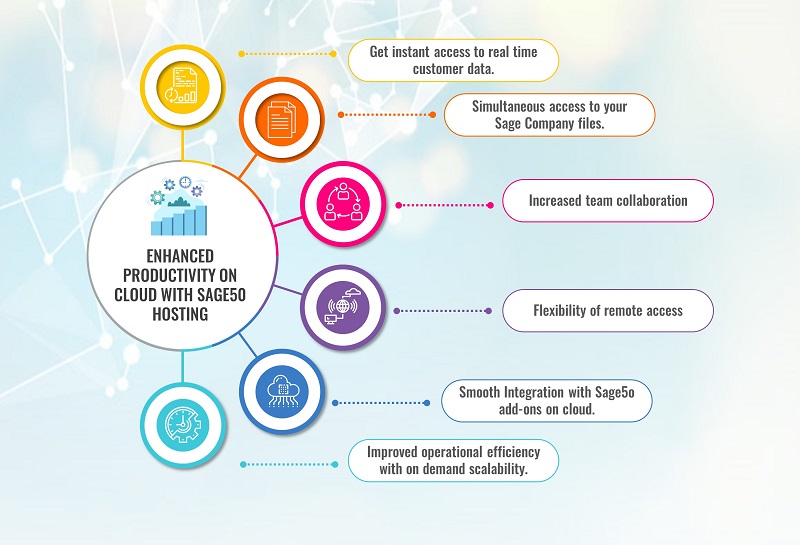 Get instant access to real time
customer data.
Simultaneous access to your
Sage Company files.
Increased team collaboration
ENHANCED
PRODUCTIVITY ON
CLOUD WITH SAGE50
HOSTING
Flexibility of remote access
Smooth Integration with Sage5o
add-ons on cloud.
Improved operational efficiency
with on demand scalability.